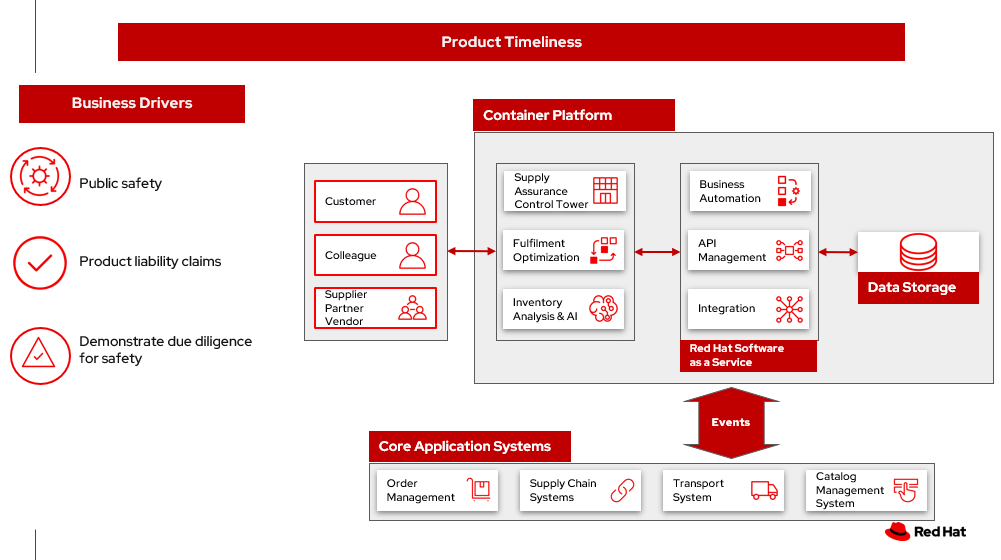 Product Timeliness
Business Drivers
Public safety
Product liability claims
Demonstrate due diligence
for safety
Container Platform
Customer
Colleague
Supplier
Partner
Vendor
Supply
Assurance
Control Tower
Fulfilment
Optimization
Inventory
Analysis & AI
Business
Automation
API
Management
Integration
Red Hat Software
as a Service
Data Storage
Events
Core Application Systems
Order
Management
Supply Chain
Systems
Transport
System
Catalog
Management
System
Red Hat